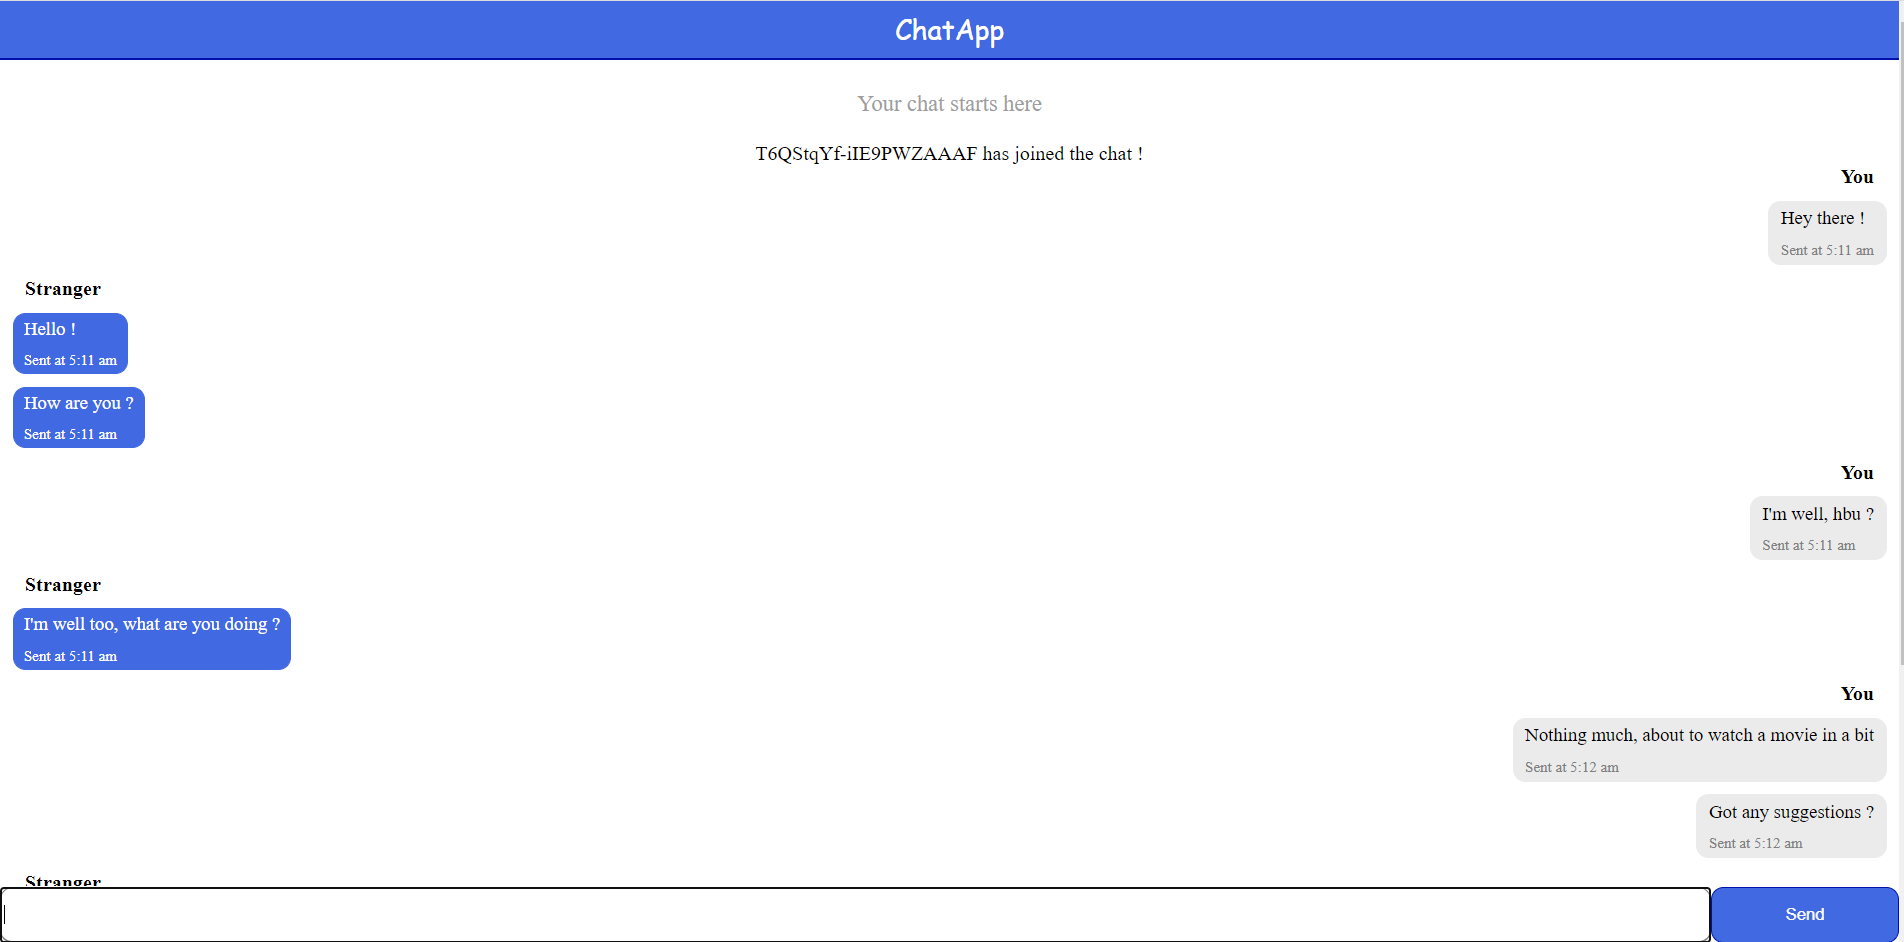 ChatApp
Your chat starts here
T6QStqYf-iIE9PWZAAAF has joined the chat !
You
Hey there !
Sent at 5:11 am
Stranger
Hello !
Sent at 5:11 am
How are you ?
Sent at 5:11 am
You
I'm well, hbu ?
Sent at 5:11 am
Stranger
I'm well too, what are you doing ?
Sent at 5:11 am
You
Nothing much, about to watch a movie in a bit
Sent at 5:12 am
Got any suggestions ?
Sent at 5:12 am
Stranger
Send